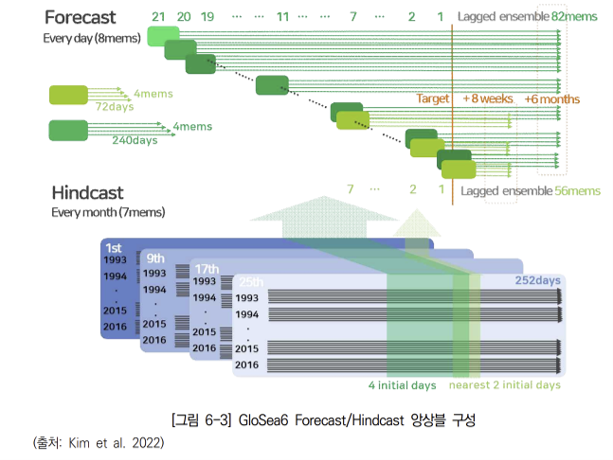 Forecast
Every day (8mems)
21 20 19 ... ... 11 ... ... 7 ... 2 1
Lagged ensemble 82mems
4mems
72days
4mems
240days
Target +8 weeks +6 months
Hindcast
Every month (7mems)
7 ... 2 1
Lagged ensemble 56mems
1st
1993
1994
.
.
2015
2016
9th
1993
1994
.
.
2015
2016
17th
1993
1994
.
.
2015
2016
25th
1993
1994
.
.
2015
2016
252days
4 initial days
nearest 2 initial days
[그림 6-3] GloSea6 Forecast/Hindcast 앙상블 구성
(출처: Kim et al. 2022)